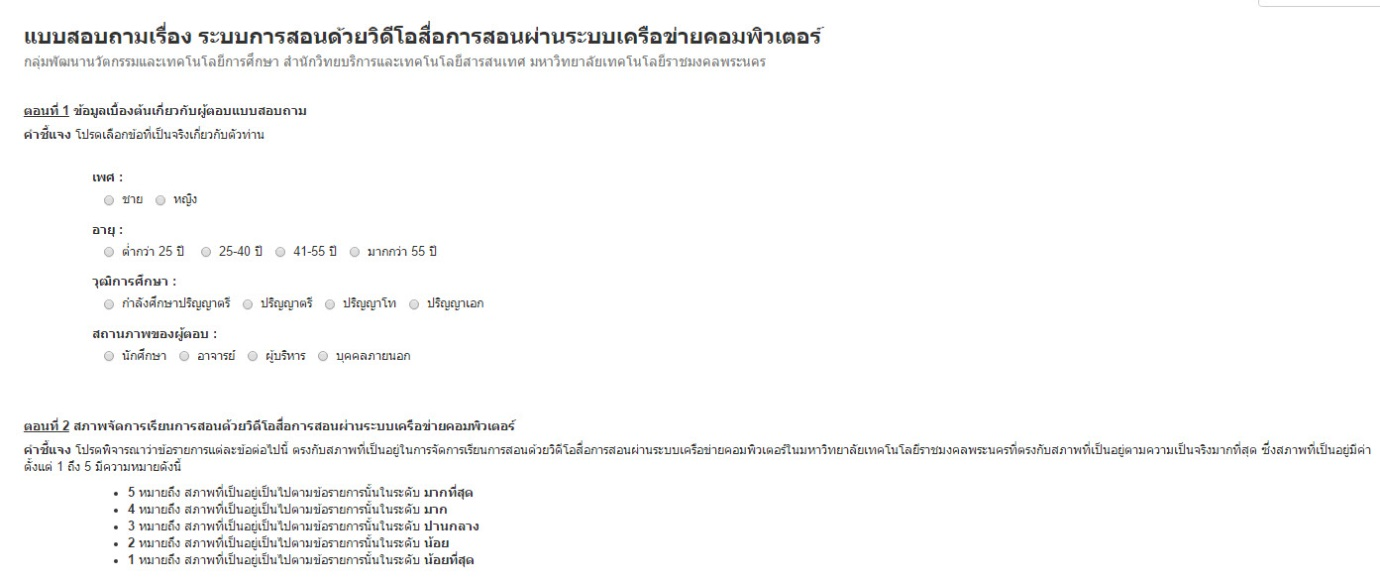 แบบสอบถามเรื่อง ระบบการสอนด้วยวิดีโอสื่อการสอนผ่านระบบเครือข่ายคอมพิวเตอร์
กลุ่มพัฒนานวัตกรรมและเทคโนโลยีการศึกษา สำนักวิทยบริการและเทคโนโลยีสารสนเทศ มหาวิทยาลัยเทคโนโลยีราชมงคลพระนคร
ตอนที่ 1 ข้อมูลเบื้องต้นเกี่ยวกับผู้ตอบแบบสอบถาม
คำชี้แจง โปรดเลือกข้อที่เป็นจริงเกี่ยวกับตัวท่าน
เพศ :
ชาย หญิง
อายุ :
ต่ำกว่า 25 ปี 25-40 ปี 41-55 ปี มากกว่า 55 ปี
วุฒิการศึกษา :
กำลังศึกษาปริญญาตรี ปริญญาตรี ปริญญาโท ปริญญาเอก
สถานภาพของผู้ตอบ :
นักศึกษา อาจารย์ ผู้บริหาร บุคคลภายนอก
ตอนที่ 2 สภาพจัดการเรียนการสอนด้วยวิดีโอสื่อการสอนผ่านระบบเครือข่ายคอมพิวเตอร์
คำชี้แจง โปรดพิจารณาว่าข้อรายการแต่ละข้อต่อไปนี้ ตรงกับสภาพที่เป็นอยู่ในการจัดการเรียนการสอนด้วยวิดีโอสื่อการสอนผ่านระบบเครือข่ายคอมพิวเตอร์ในมหาวิทยาลัยเทคโนโลยีราชมงคลพระนครที่ตรงกับสภาพที่เป็นอยู่ตามความเป็นจริงมากที่สุด ซึ่งสภาพที่เป็นอยู่มีค่า
ตั้งแต่ 1 ถึง 5 มีความหมายดังนี้
• 5 หมายถึง สภาพที่เป็นอยู่เป็นไปตามข้อรายการนั้นในระดับ มากที่สุด
• 4 หมายถึง สภาพที่เป็นอยู่เป็นไปตามข้อรายการนั้นในระดับ มาก
• 3 หมายถึง สภาพที่เป็นอยู่เป็นไปตามข้อรายการนั้นในระดับ ปานกลาง
• 2 หมายถึง สภาพที่เป็นอยู่เป็นไปตามข้อรายการนั้นในระดับ น้อย
• 1 หมายถึง สภาพที่เป็นอยู่เป็นไปตามข้อรายการนั้นในระดับ น้อยที่สุด